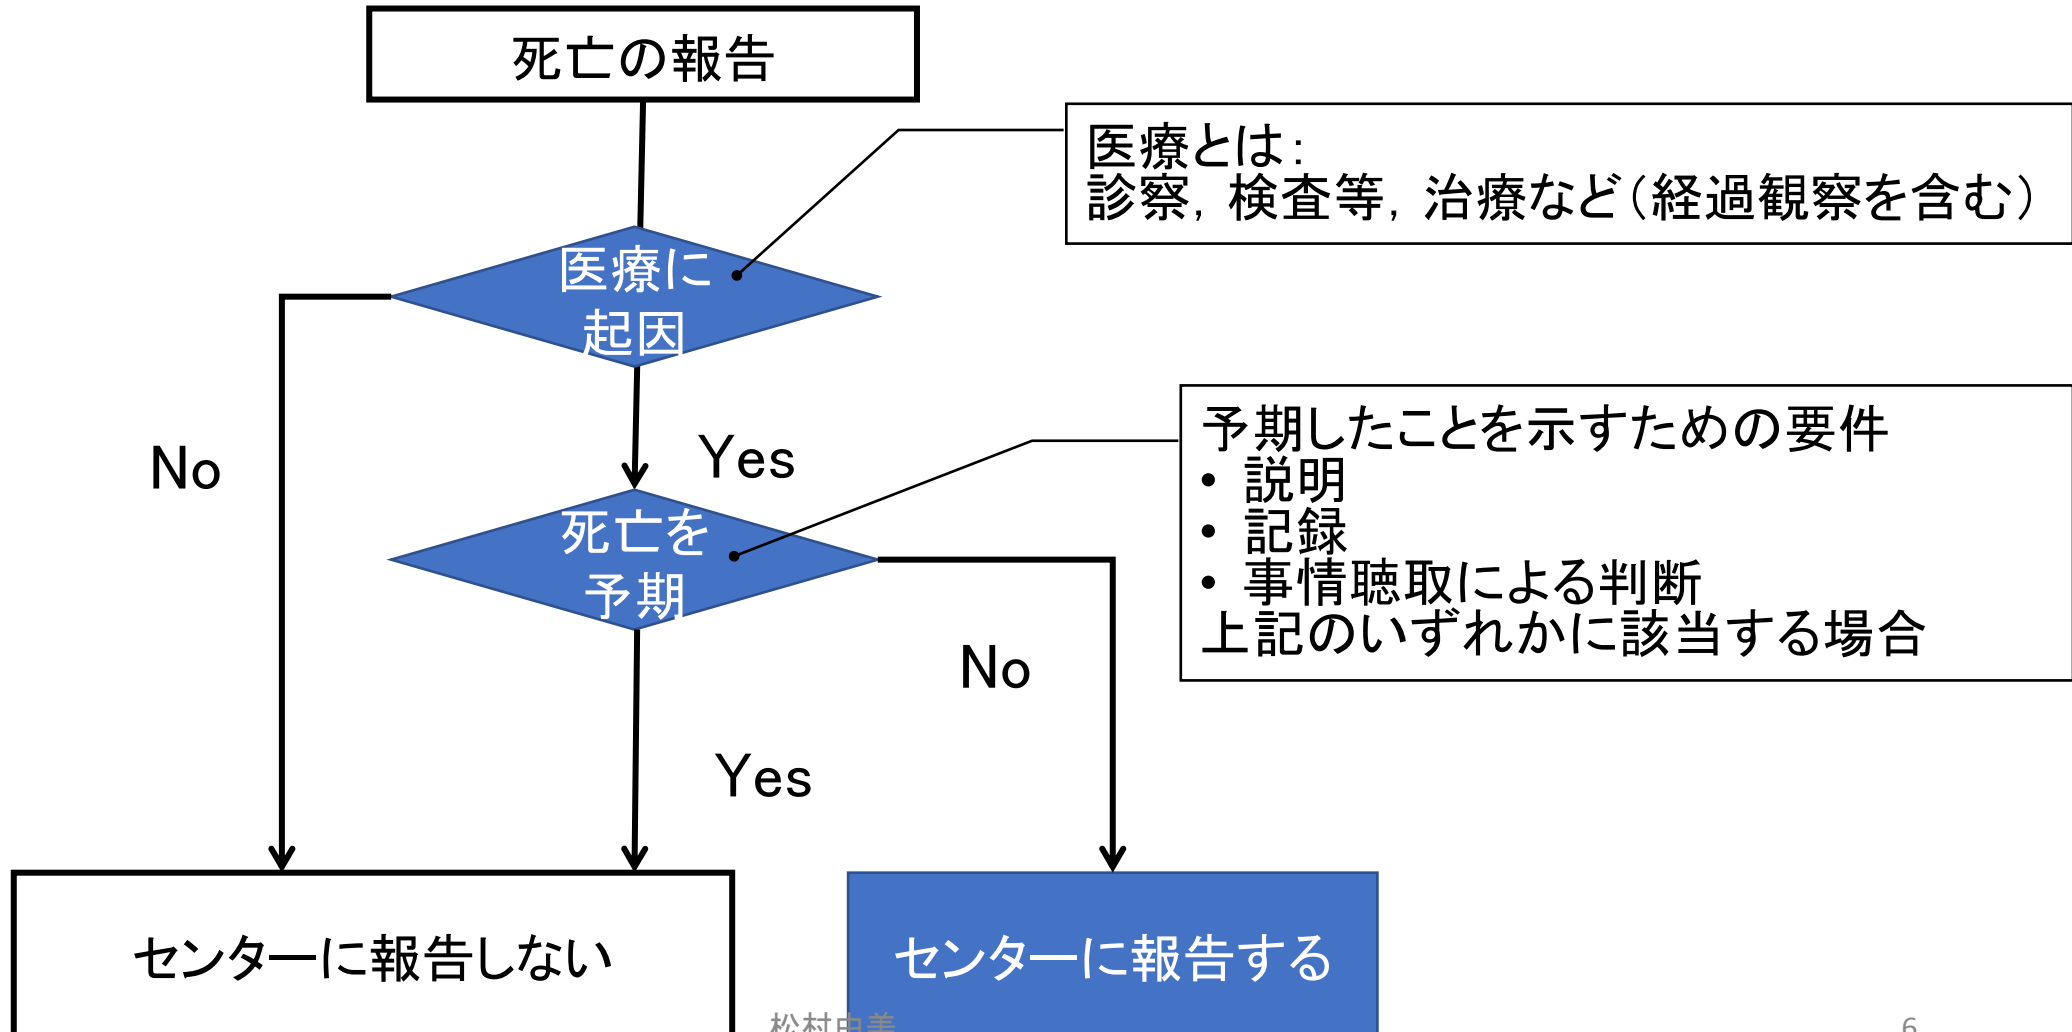 死亡の報告
医療とは：
診察，検査等，治療など（経過観察を含む）
医療に
起因
No
Yes
予期したことを示すための要件
• 説明
• 記録
• 事情聴取による判断
上記のいずれかに該当する場合
死亡を
予期
No
Yes
センターに報告しない
センターに報告する
松村由美
6